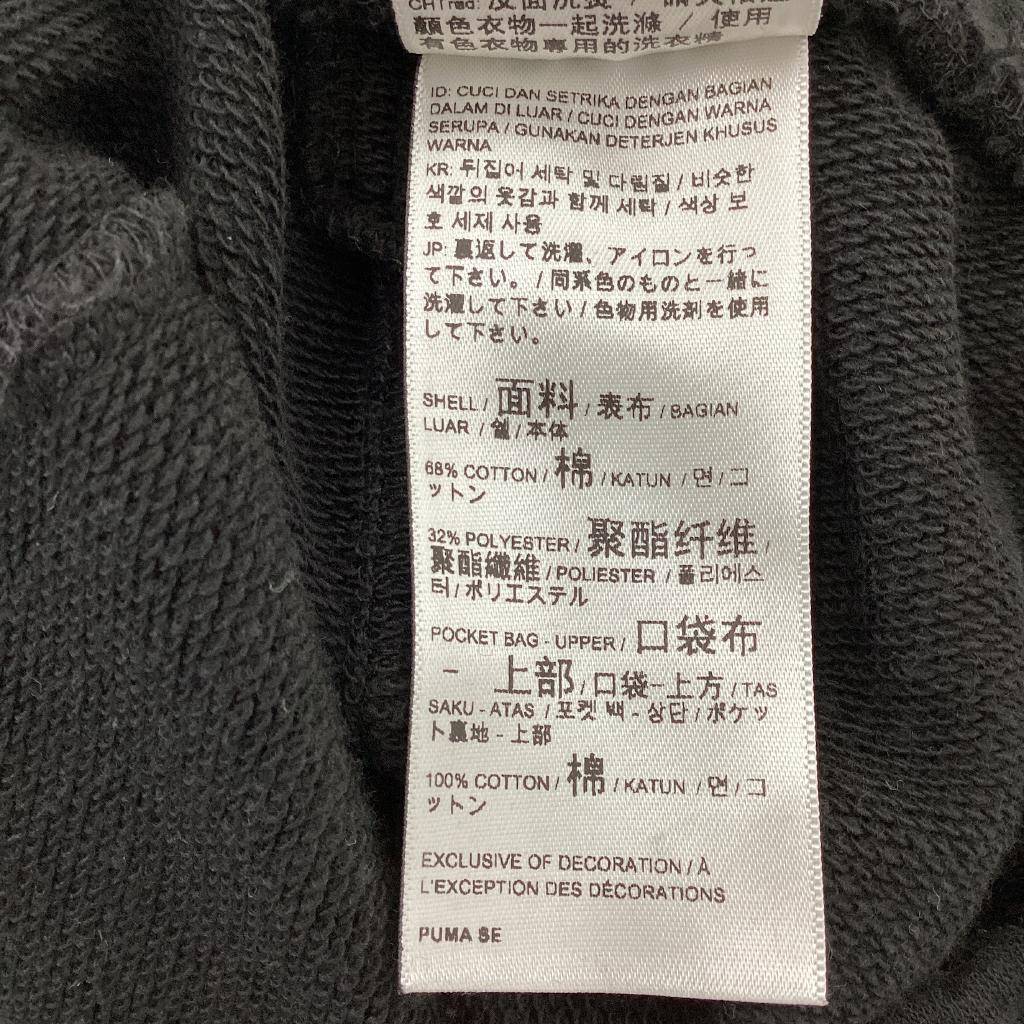 顏色衣物一起洗滌 / 使用
有色衣物專用的洗衣精
ID: CUCI DAN SETRIKA DENGAN BAGIAN
DALAM DI LUAR / CUCI DENGAN WARNA
SERUPA / GUNAKAN DETERJEN KHUSUS
WARNA
KR: 뒤집어 세탁 및 다림질 / 비슷한
색깔의 옷감과 함께 세탁 / 색상 보
호 세제 사용
JP: 裏返して洗濯、アイロンを行っ
て下さい。/ 同系色のものと一緒に
洗濯して下さい / 色物用洗剤を使用
して下さい。
SHELL / 面料 / 表布 / BAGIAN
LUAR / 쉘 / 本体
68% COTTON / 棉 / KATUN / 면 / コ
ットン
32% POLYESTER / 聚酯纤维 /
聚酯纖維 / POLIESTER / 폴리에스
터 / ポリエステル
POCKET BAG - UPPER / 口袋布
- 上部 / 口袋-上方 / TAS
SAKU - ATAS / 포켓 백 - 상단 / ポケッ
ト裏地 - 上部
100% COTTON / 棉 / KATUN / 면 / コ
ットン
EXCLUSIVE OF DECORATION / À
L'EXCEPTION DES DÉCORATIONS
PUMA SE